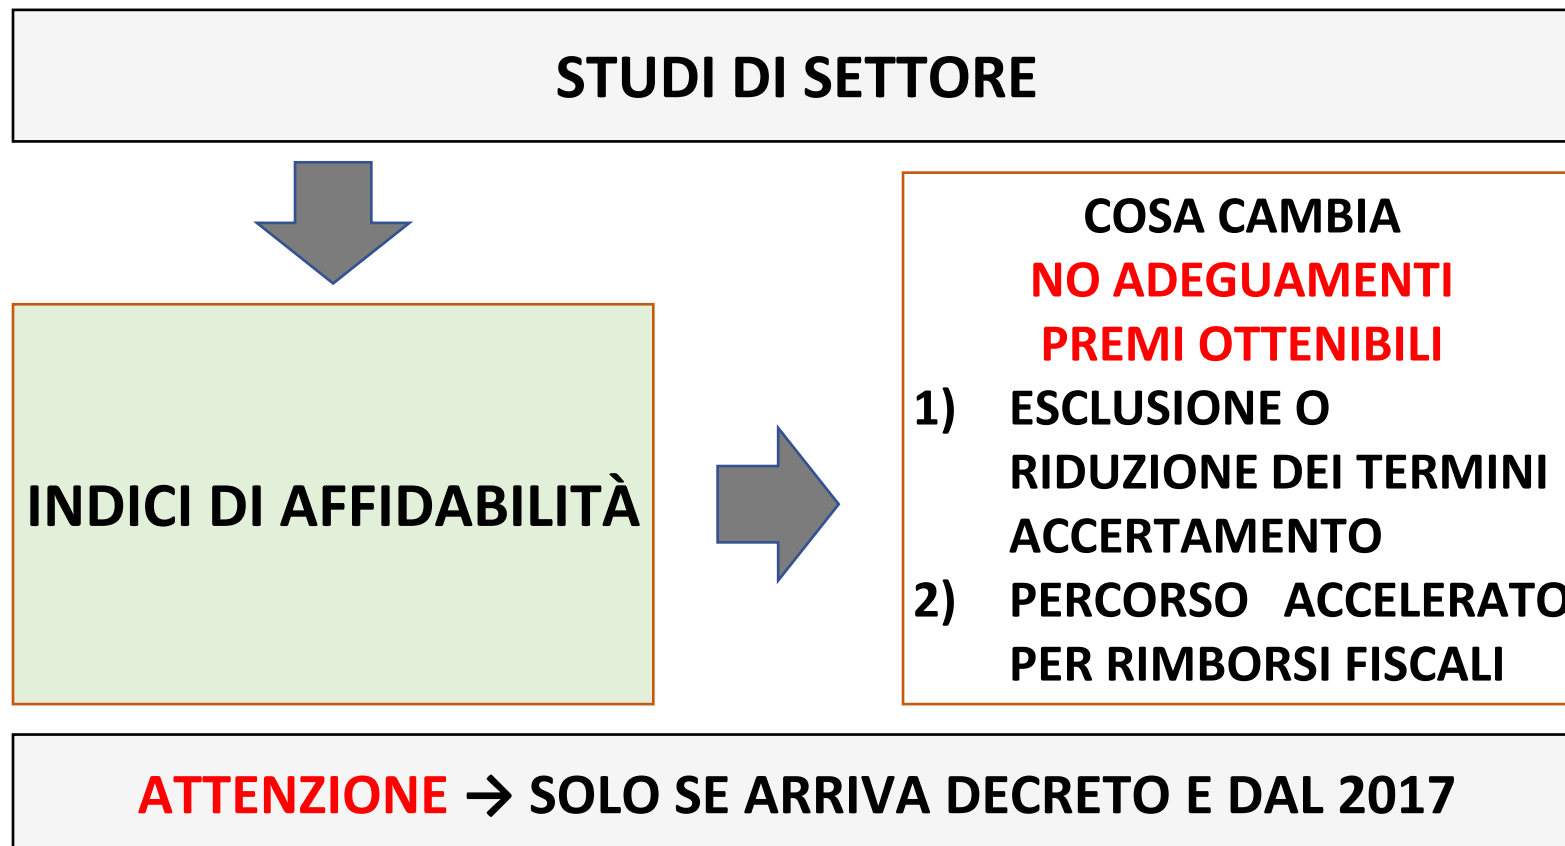 STUDI DI SETTORE
INDICI DI AFFIDABILITÀ
COSA CAMBIA
NO ADEGUAMENTI
PREMI OTTENIBILI
1) ESCLUSIONE O
RIDUZIONE DEI TERMINI
ACCERTAMENTO
2) PERCORSO ACCELERATO
PER RIMBORSI FISCALI
ATTENZIONE → SOLO SE ARRIVA DECRETO E DAL 2017